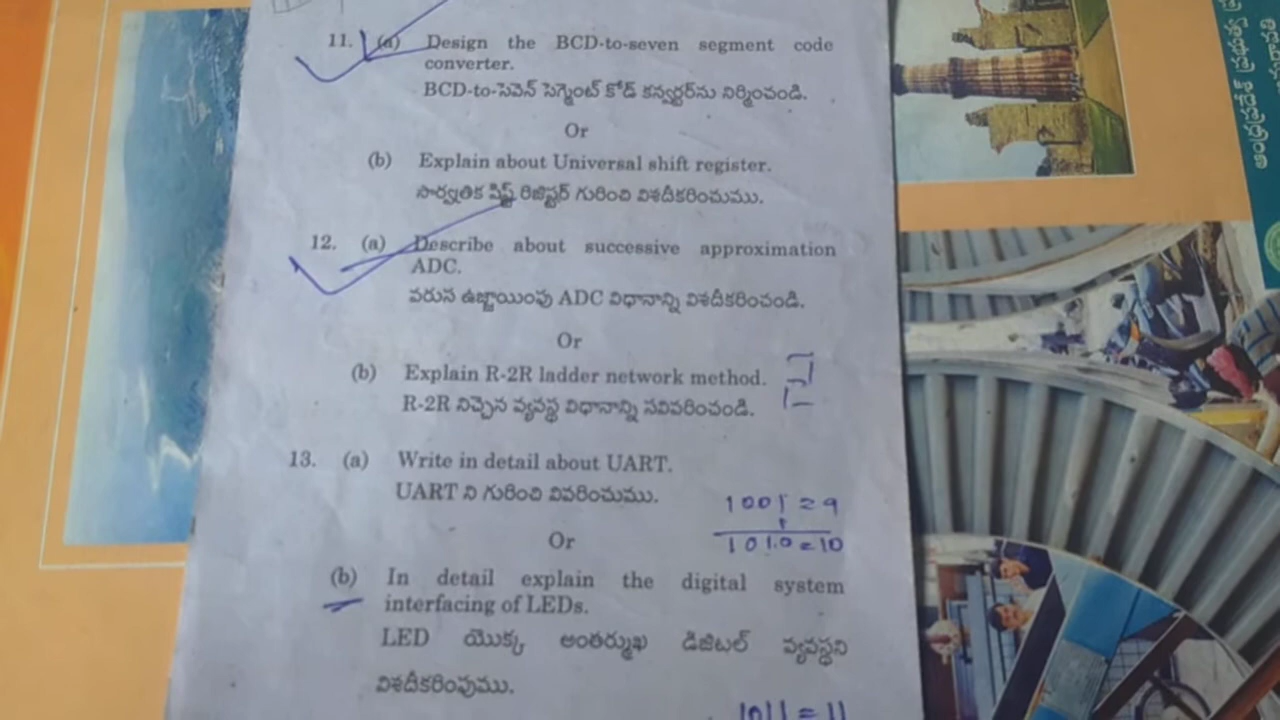 11. (a) Design the BCD-to-seven segment code
converter.
BCD-to-సెవెన్ సెగ్మెంట్ కోడ్ కన్వర్టర్‌ను నిర్మించండి.
Or
(b) Explain about Universal shift register.
సార్వత్రిక షిఫ్ట్ రిజిస్టర్ గురించి విశదీకరించుము.
12. (a) Describe about successive approximation
ADC.
వరుస ఉజ్జాయింపు ADC విధానాన్ని విశదీకరించండి.
Or
(b) Explain R-2R ladder network method.
R-2R నిచ్చెన వ్యవస్థ విధానాన్ని సవివరించండి.
13. (a) Write in detail about UART.
UART ని గురించి వివరించుము.
1001 = 9
1
1010 = 10
Or
(b) In detail explain the digital system
interfacing of LEDs.
LED యొక్క అంతర్ముఖ డిజిటల్ వ్యవస్థని
విశదీకరింపుము.
1011 = 11
ఆంధ్రప్రదేశ్ ప్రభుత్వ